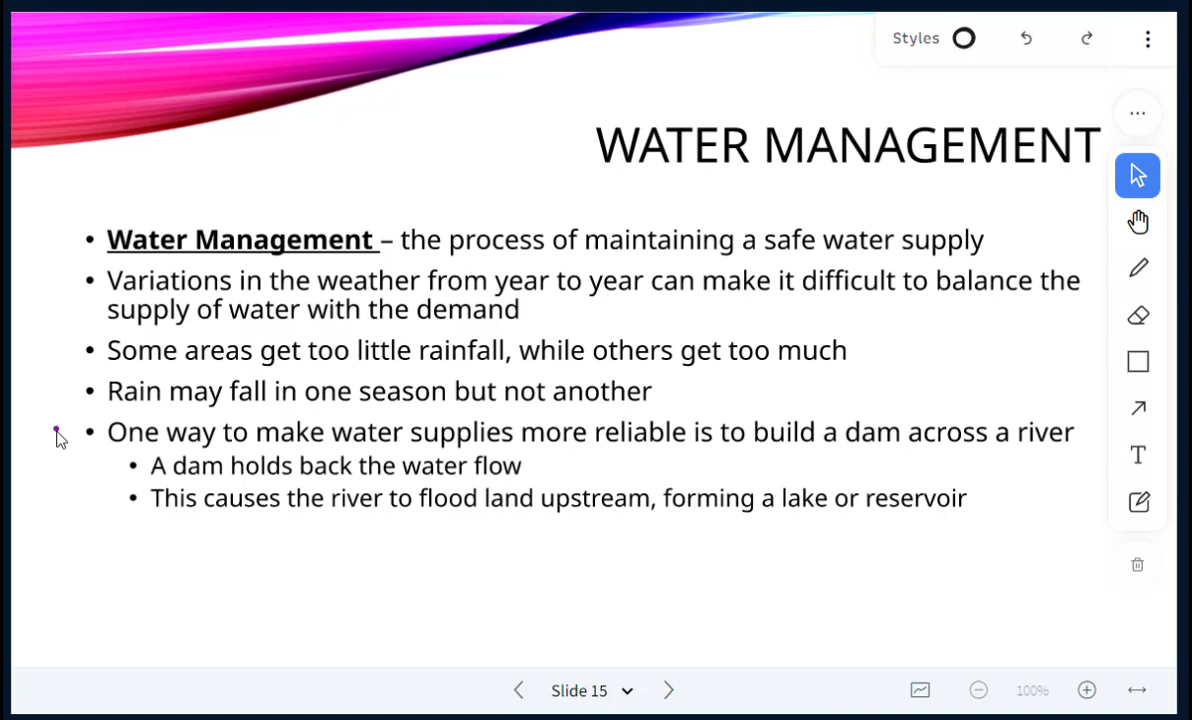 Styles
WATER MANAGEMENT
• Water Management – the process of maintaining a safe water supply
• Variations in the weather from year to year can make it difficult to balance the
supply of water with the demand
• Some areas get too little rainfall, while others get too much
• Rain may fall in one season but not another
• One way to make water supplies more reliable is to build a dam across a river
• A dam holds back the water flow
• This causes the river to flood land upstream, forming a lake or reservoir
T
Slide 15
100%